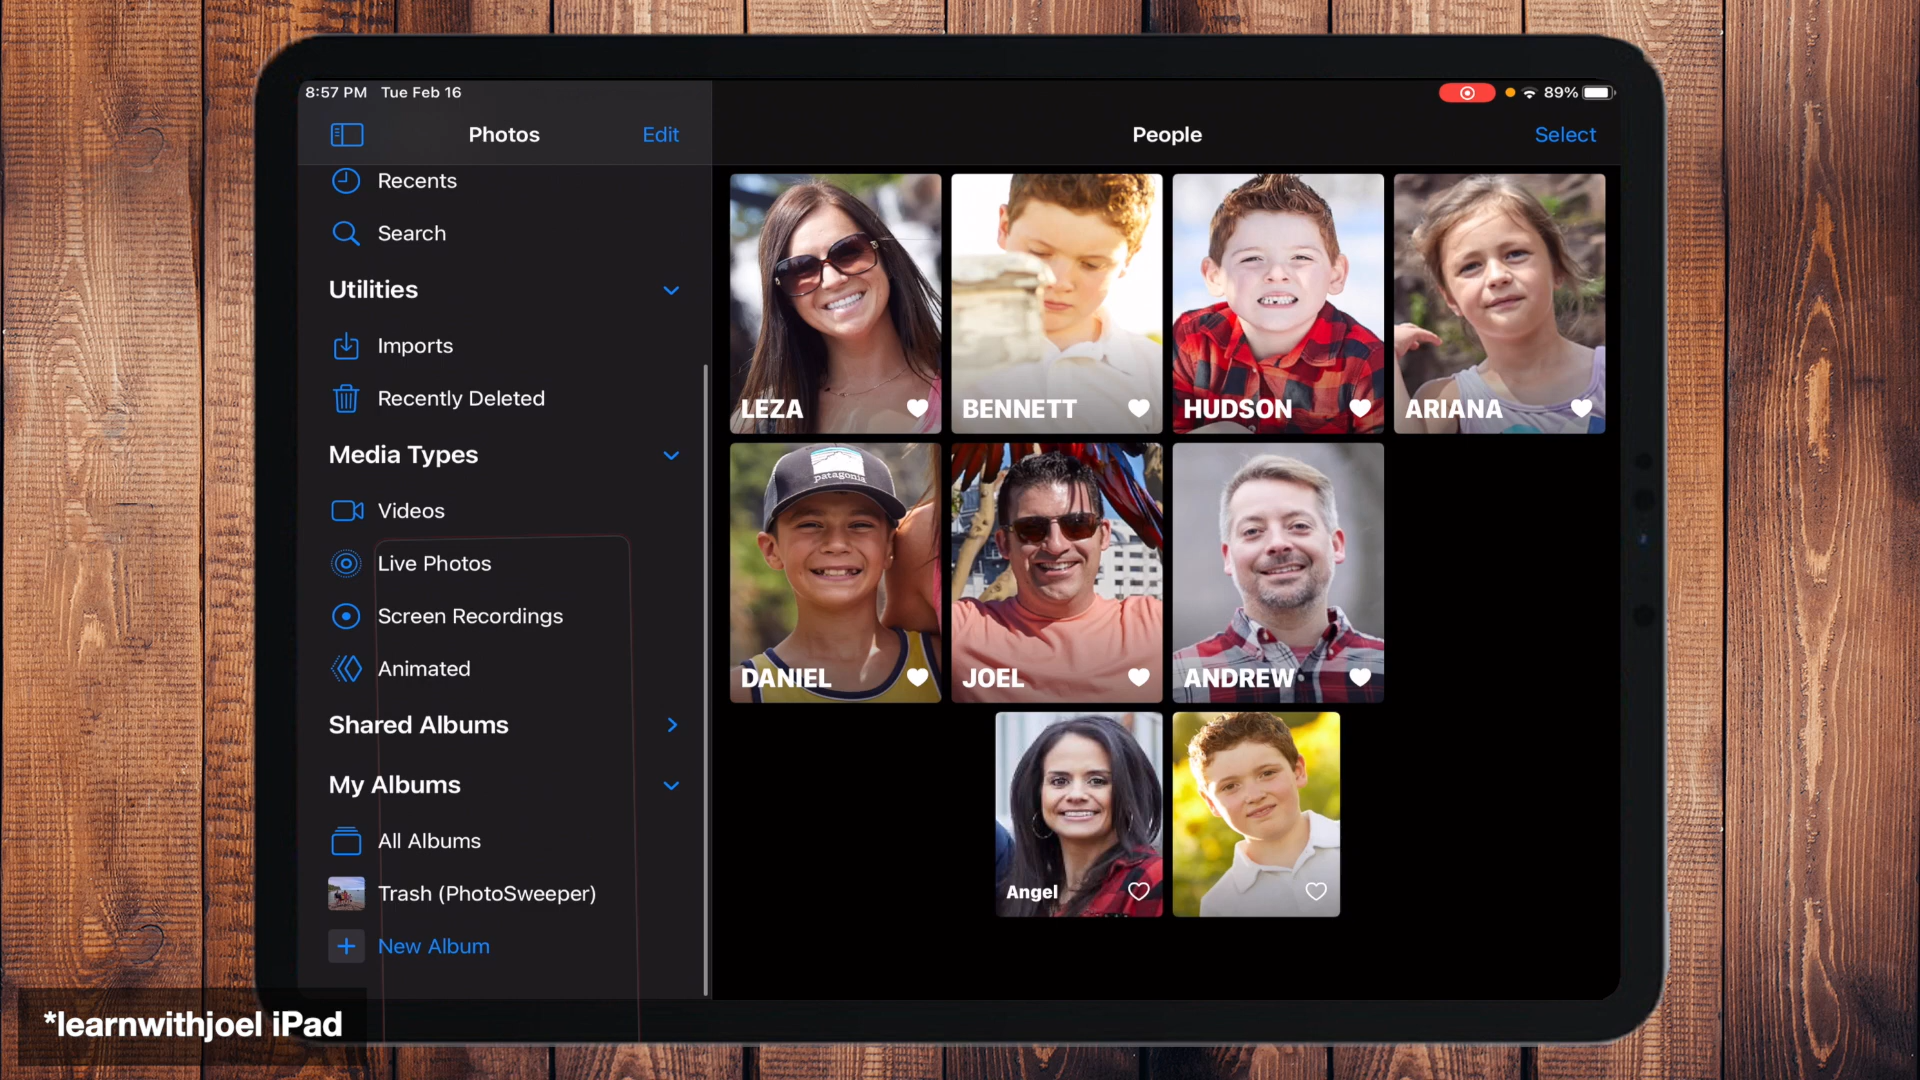 8:57 PM Tue Feb 16
89%
Photos
Edit
Recents
Search
Utilities
Imports
Recently Deleted
Media Types
Videos
Live Photos
Screen Recordings
Animated
Shared Albums
My Albums
All Albums
Trash (PhotoSweeper)
New Album
People
Select
LEZA
BENNETT
HUDSON
ARIANA
patagonia
DANIEL
JOEL
ANDREW
Angel
*learnwithjoel iPad